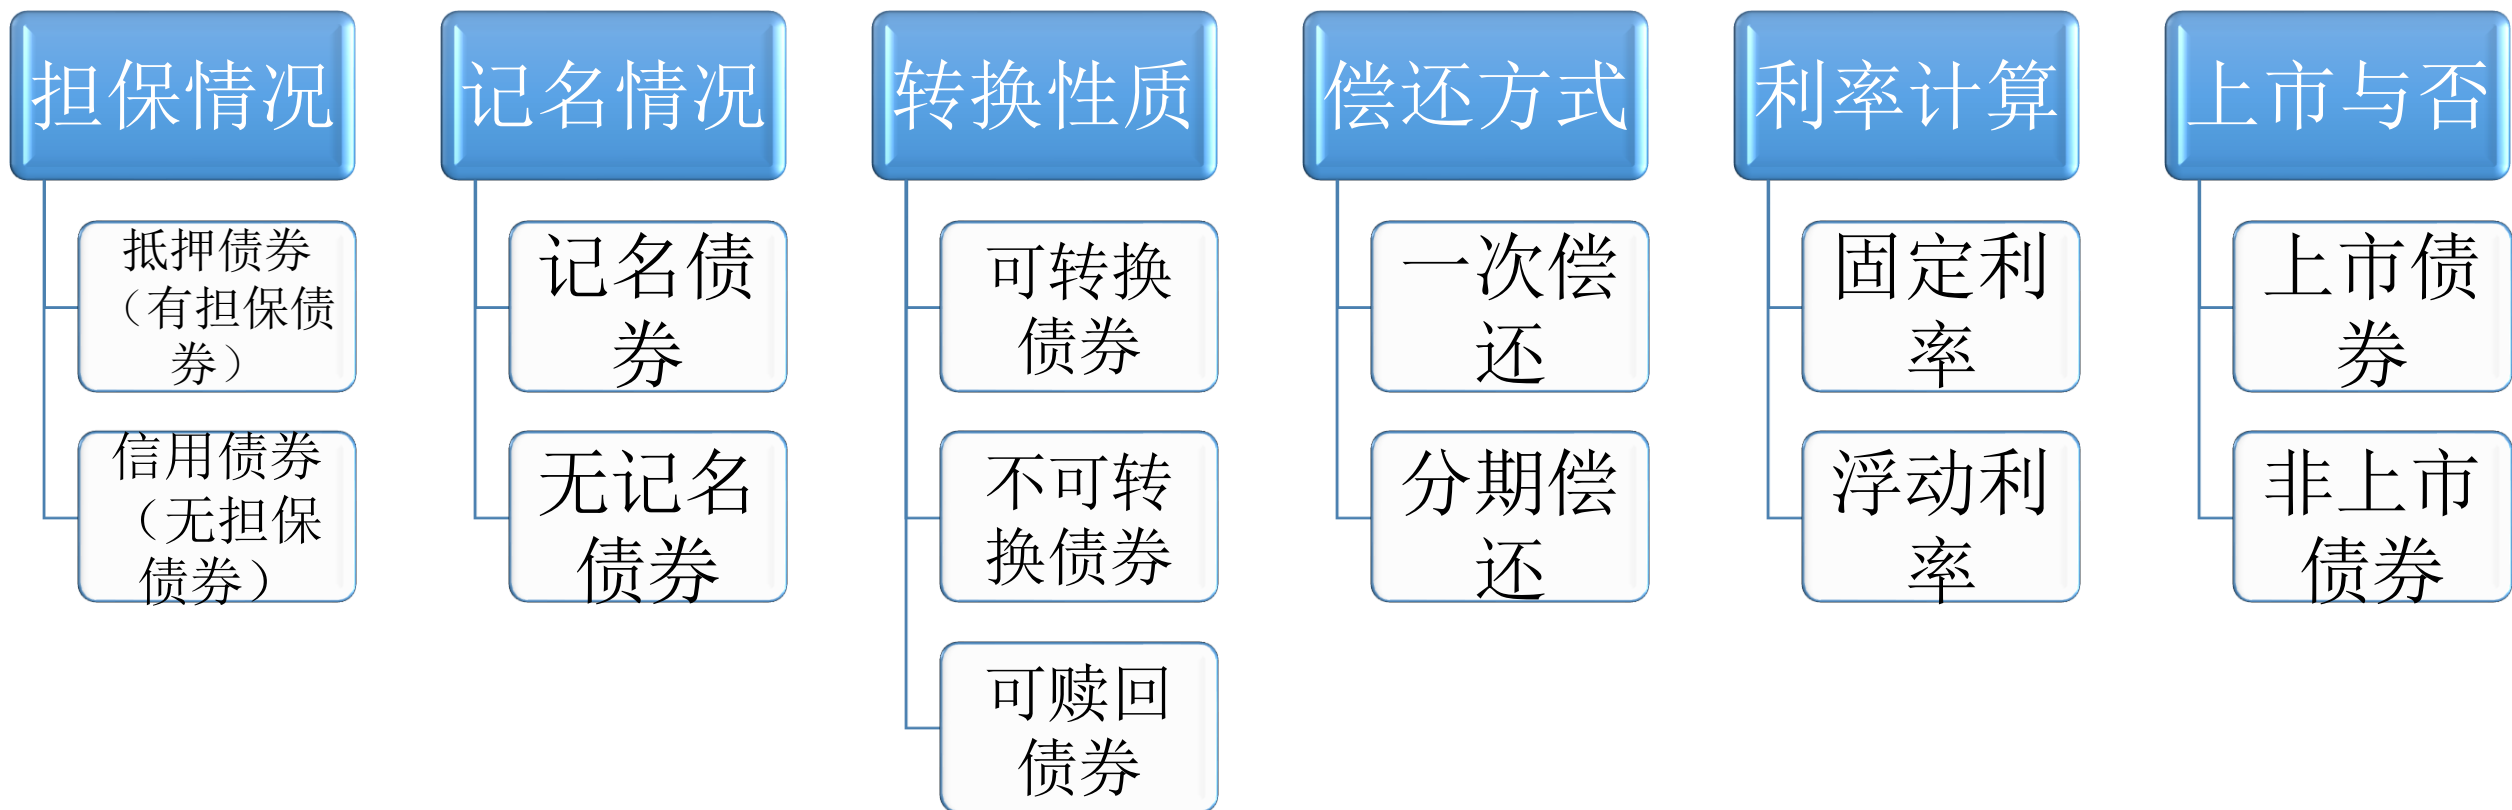 担保情况
抵押债券
（有担保债
券）
信用债券
（无担保
债券）
记名情况
记名债
券
无记名
债券
转换性质
可转换
债券
不可转
换债券
可赎回
债券
偿还方式
一次偿
还
分期偿
还
利率计算
固定利
率
浮动利
率
上市与否
上市债
券
非上市
债券